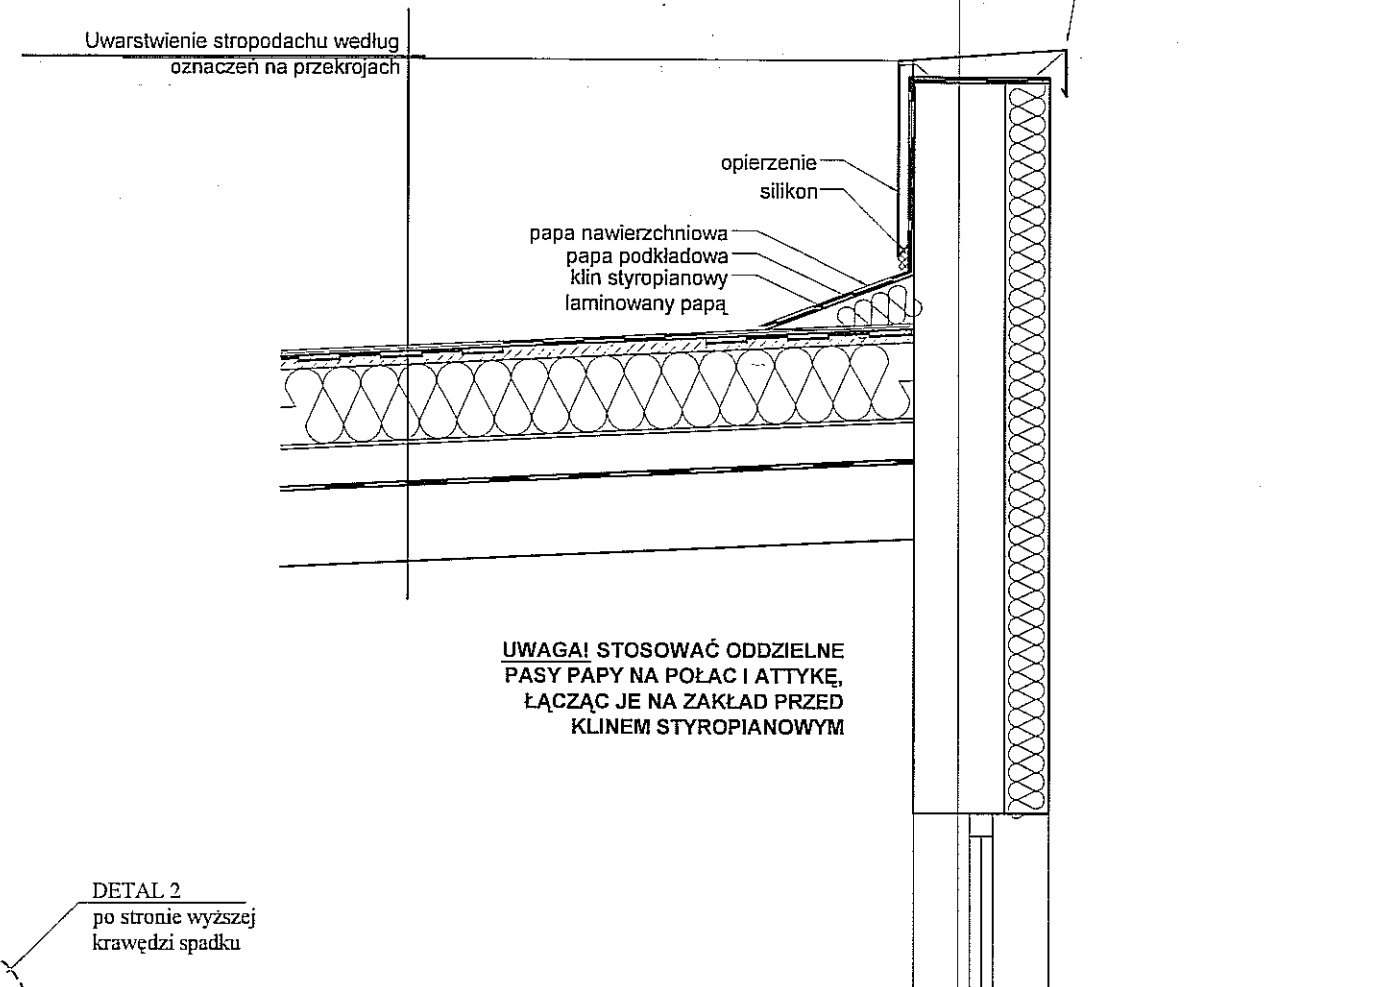 Uwarstwienie stropodachu według
oznaczeń na przekrojach
opierzenie
silikon
papa nawierzchniowa
papa podkładowa
klin styropianowy
laminowany papą
UWAGA! STOSOWAĆ ODDZIELNE
PASY PAPY NA POŁAC I ATTYKĘ,
ŁĄCZĄC JE NA ZAKŁAD PRZED
KLINEM STYROPIANOWYM
DETAL 2
po stronie wyższej
krawędzi spadku